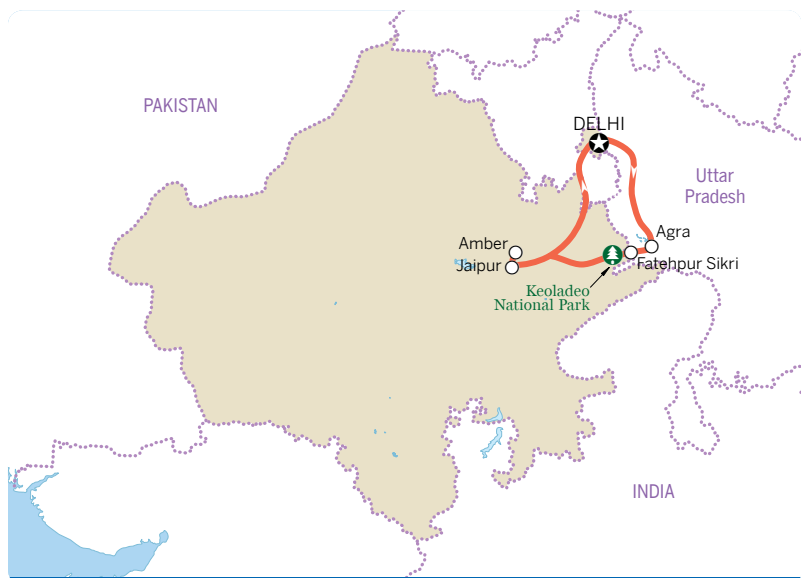 PAKISTAN
DELHI
Uttar
Pradesh
Agra
Amber
Jaipur
Fatehpur Sikri
Keoladeo
National Park
INDIA